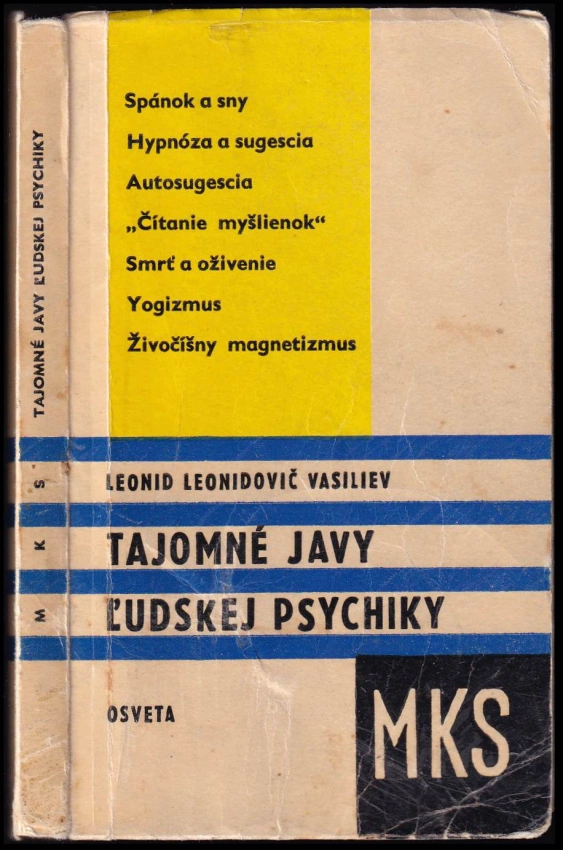 TAJOMNÉ JAVY ĽUDSKEJ PSYCHIKY
M K S
Spánok a sny
Hypnóza a sugescia
Autosugescia
„Čítanie myšlienok“
Smrť a oživenie
Yogizmus
Živočíšny magnetizmus
LEONID LEONIDOVIČ VASILIEV
TAJOMNÉ JAVY
ĽUDSKEJ PSYCHIKY
OSVETA
MKS